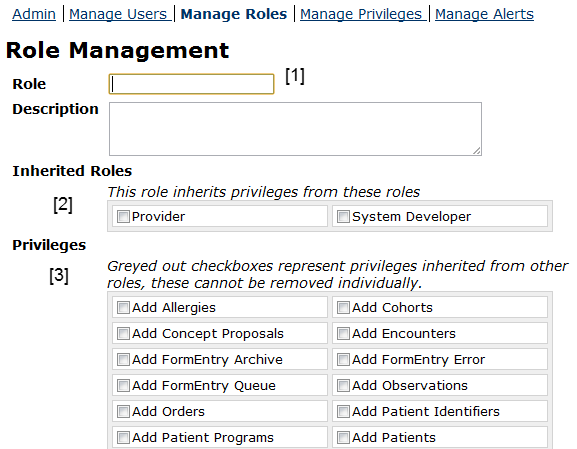 Admin Manage Users Manage Roles Manage Privileges Manage Alerts
Role Management
Role [1]
Description
Inherited Roles
This role inherits privileges from these roles
[2]
Provider System Developer
Privileges
[3]
Greyed out checkboxes represent privileges inherited from other
roles, these cannot be removed individually.
Add Allergies Add Cohorts
Add Concept Proposals Add Encounters
Add FormEntry Archive Add FormEntry Error
Add FormEntry Queue Add Observations
Add Orders Add Patient Identifiers
Add Patient Programs Add Patients